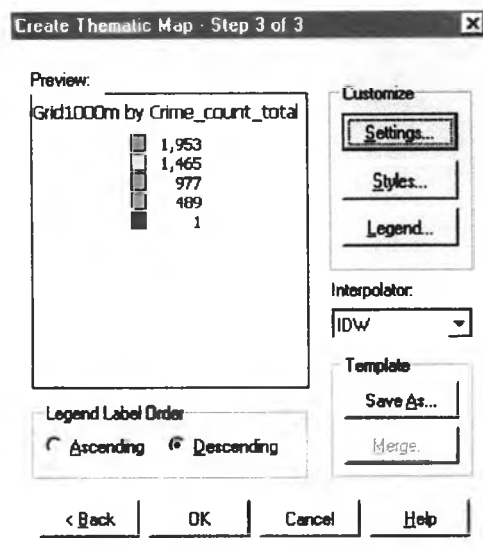 Create Thematic Map - Step 3 of 3
Preview:
Grid1000m by Crime_count_total
1,953
1,465
977
489
1
Customize
Settings...
Styles...
Legend...
Interpolator:
IDW
Template
Save As...
Merge.
Legend Label Order
Ascending
Descending
< Back
OK
Cancel
Help